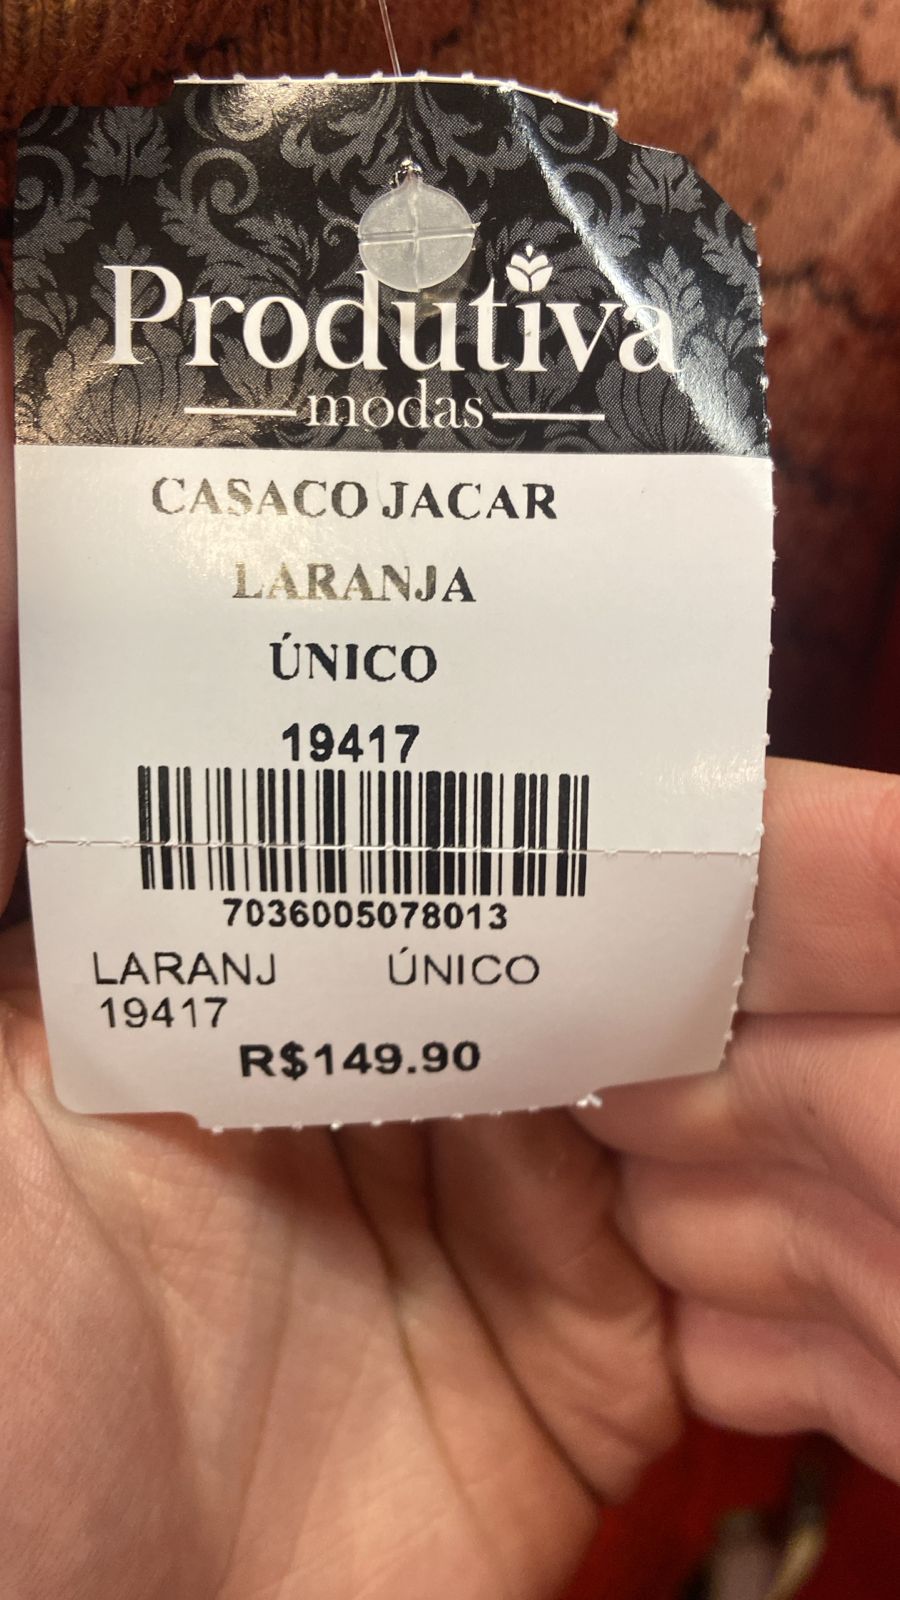 Produtiva
modas
CASACO JACAR
LARANJA
ÚNICO
19417
7036005078013
LARANJ ÚNICO
19417
R$149.90